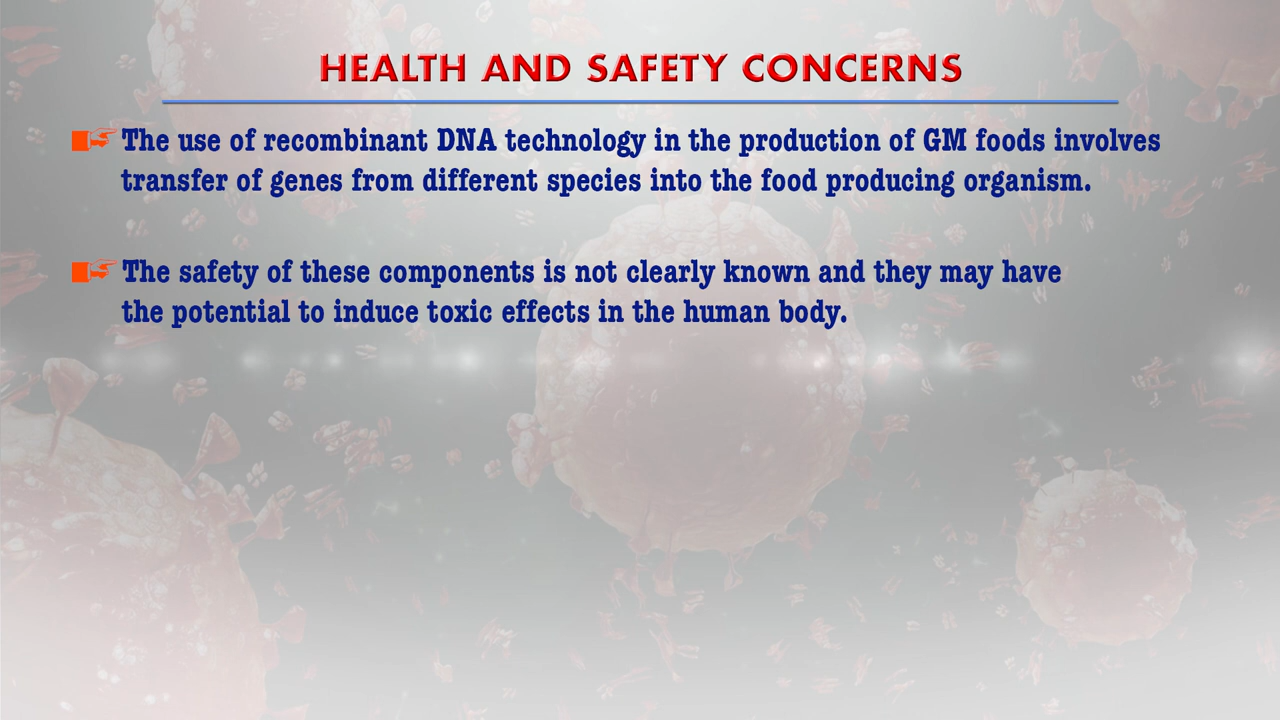 HEALTH AND SAFETY CONCERNS
The use of recombinant DNA technology in the production of GM foods involves
transfer of genes from different species into the food producing organism.
The safety of these components is not clearly known and they may have
the potential to induce toxic effects in the human body.